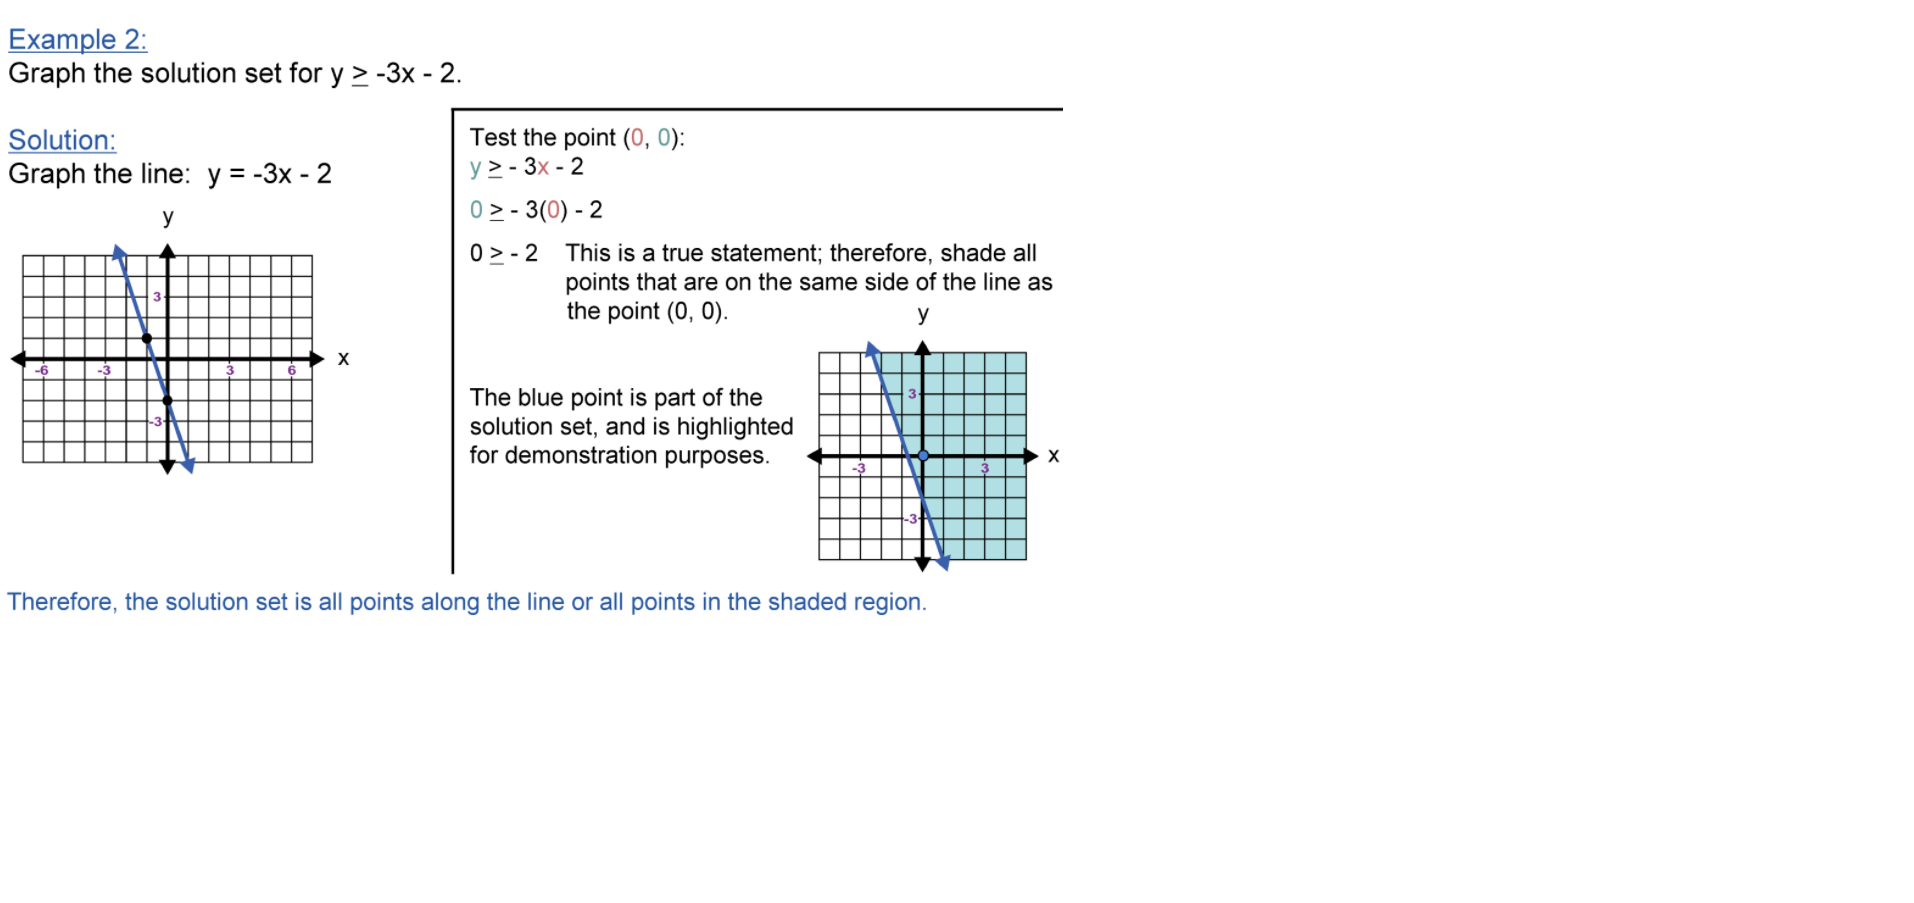 Example 2:
Graph the solution set for y ≥ -3x - 2.
Solution:
Graph the line:  y = -3x - 2
y
3
x
-6 -3 3 6
-3
Test the point (0, 0):
y ≥ - 3x - 2
0 ≥ - 3(0) - 2
0 ≥ - 2 This is a true statement; therefore, shade all
points that are on the same side of the line as
the point (0, 0).
y
The blue point is part of the
solution set, and is highlighted
for demonstration purposes.
3
x
-3 3
-3
Therefore, the solution set is all points along the line or all points in the shaded region.